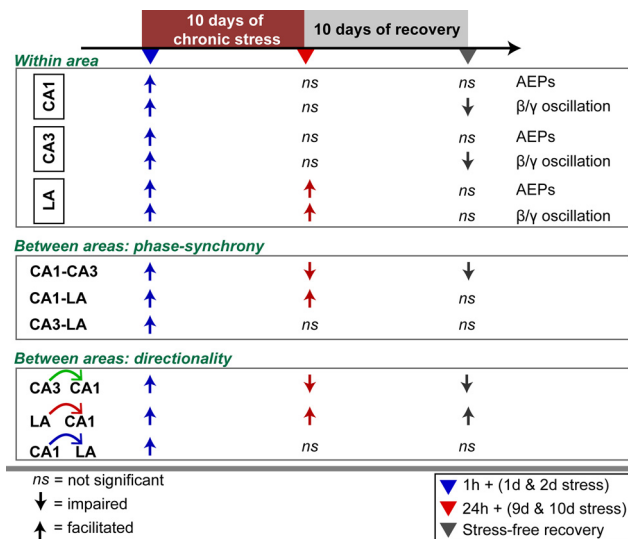 10 days of
chronic stress
10 days of recovery
Within area
CA1
ns
ns
AEPs
ns
β/γ oscillation
CA3
ns
ns
AEPs
ns
β/γ oscillation
LA
ns
AEPs
ns
β/γ oscillation
Between areas: phase-synchrony
CA1-CA3
CA1-LA
ns
CA3-LA
ns
ns
Between areas: directionality
CA3 CA1
LA CA1
CA1 LA
ns
ns
ns = not significant
= impaired
= facilitated
1h + (1d & 2d stress)
24h + (9d & 10d stress)
Stress-free recovery